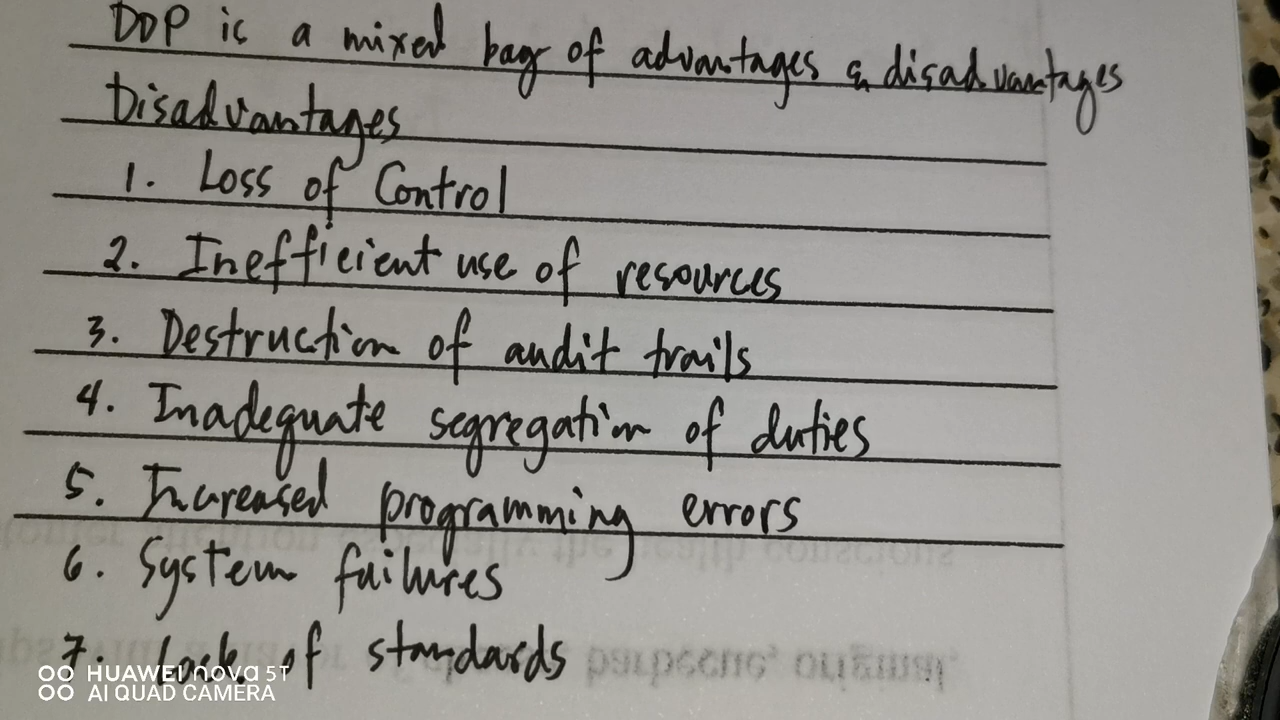 DDP is a mixed bag of advantages & disadvantages
Disadvantages
1. Loss of Control
2. Inefficient use of resources
3. Destruction of audit trails
4. Inadequate segregation of duties
5. Increased programming errors
6. System failures
7. Lack of standards
HUAWEI nova 5T
AI QUAD CAMERA